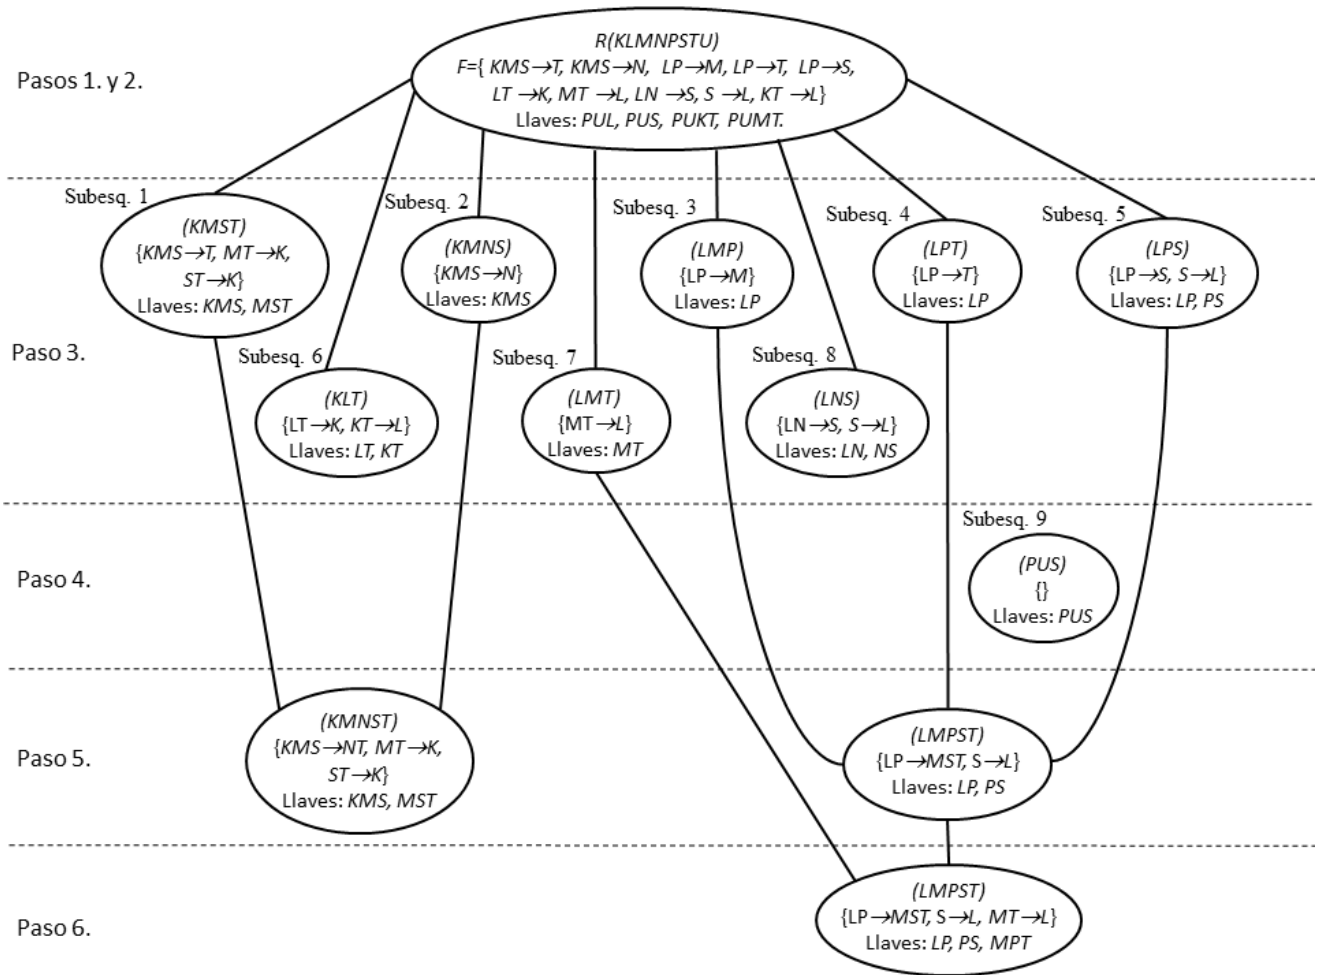 Pasos 1. y 2.
R(KLMNPSTU)
F={ KMS→T, KMS→N, LP→M, LP→T, LP→S,
LT →K, MT →L, LN →S, S →L, KT →L}
Llaves: PUL, PUS, PUKT, PUMT.
Paso 3.
Subesq. 1
(KMST)
{KMS→T, MT→K,
ST→K}
Llaves: KMS, MST
Subesq. 2
(KMNS)
{KMS→N}
Llaves: KMS
Subesq. 3
(LMP)
{LP→M}
Llaves: LP
Subesq. 4
(LPT)
{LP→T}
Llaves: LP
Subesq. 5
(LPS)
{LP→S, S→L}
Llaves: LP, PS
Subesq. 6
(KLT)
{LT→K, KT→L}
Llaves: LT, KT
Subesq. 7
(LMT)
{MT→L}
Llaves: MT
Subesq. 8
(LNS)
{LN→S, S→L}
Llaves: LN, NS
Paso 4.
Subesq. 9
(PUS)
{}
Llaves: PUS
Paso 5.
(KMNST)
{KMS→NT, MT→K,
ST→K}
Llaves: KMS, MST
(LMPST)
{LP→MST, S→L}
Llaves: LP, PS
Paso 6.
(LMPST)
{LP→MST, S→L, MT→L}
Llaves: LP, PS, MPT